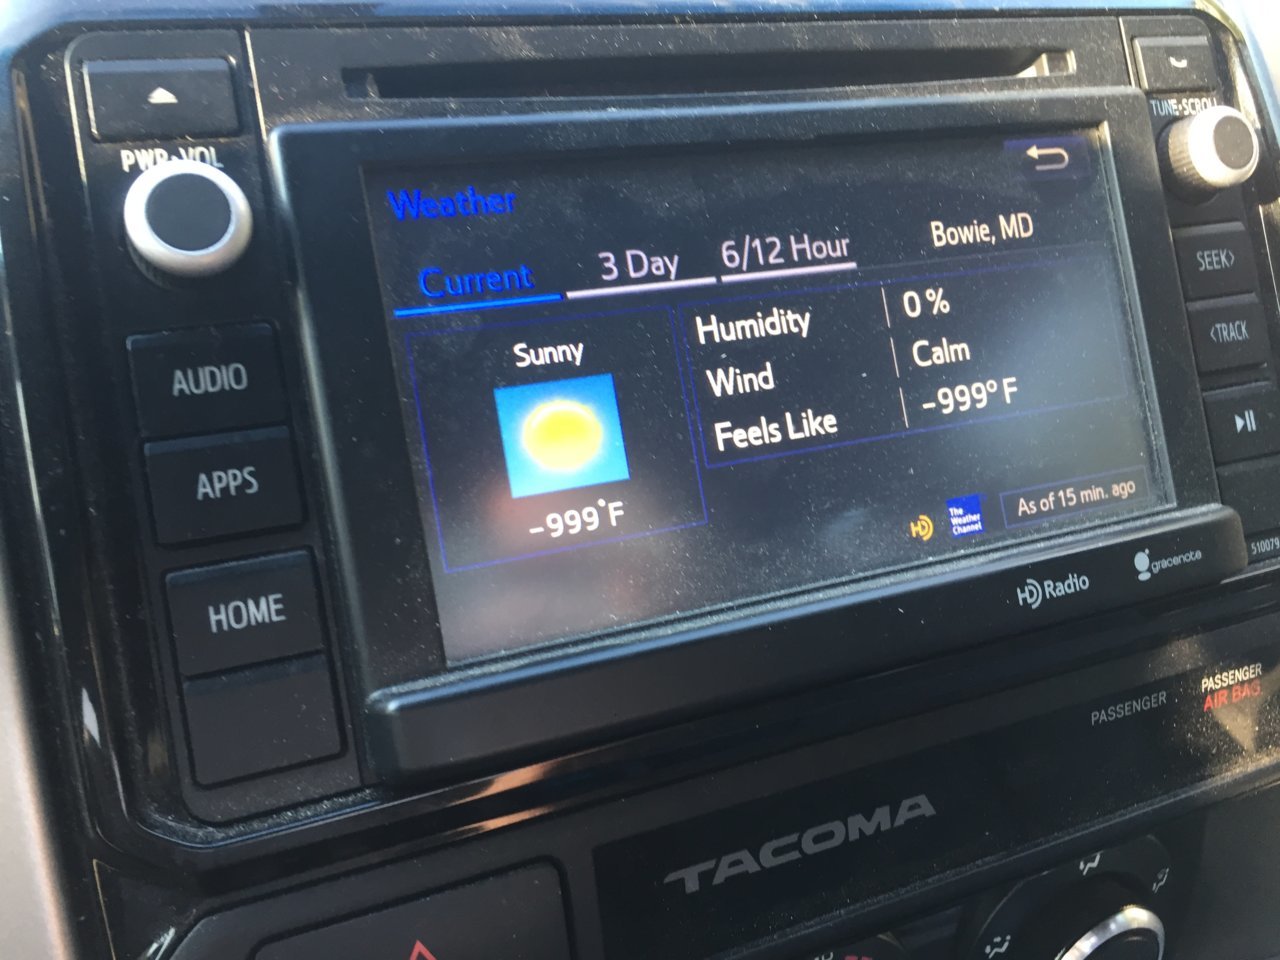 PWR•VOL
TUNE•SCROLL
Weather
Current
3 Day
6/12 Hour
Bowie, MD
Sunny
-999°F
Humidity
0 %
Wind
Calm
Feels Like
-999° F
HD
The
Weather
Channel
As of 15 min. ago
AUDIO
APPS
HOME
SEEK>
<TRACK
HD Radio
gracenote
510079
PASSENGER
PASSENGER
AIR BAG
TACOMA